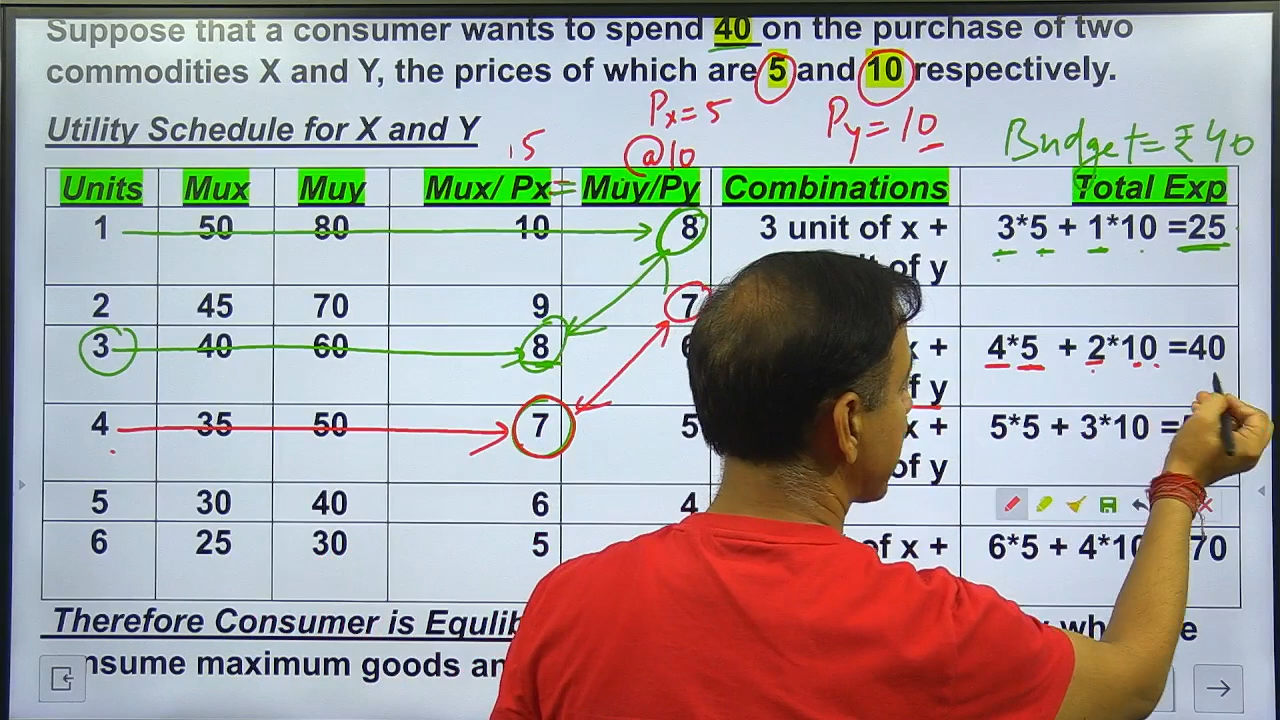 Suppose that a consumer wants to spend 40 on the purchase of two
commodities X and Y, the prices of which are 5 and 10 respectively.
Px=5
Py=10
Utility Schedule for X and Y
.5
@10
Budget=₹40
Units Mux Muy Mux/ Px = Muy/Py Combinations Total Exp
1 50 80 10 8 3 unit of x + 3*5 + 1*10 =25
of y
2 45 70 9 7
3 40 60 8 x + 4*5 + 2*10 =40
f y
4 35 50 7 5 x + 5*5 + 3*10 =
of y
5 30 40 6 4
6 25 30 5 of x + 6*5 + 4*10 70
Therefore Consumer is
nsume maximum goods